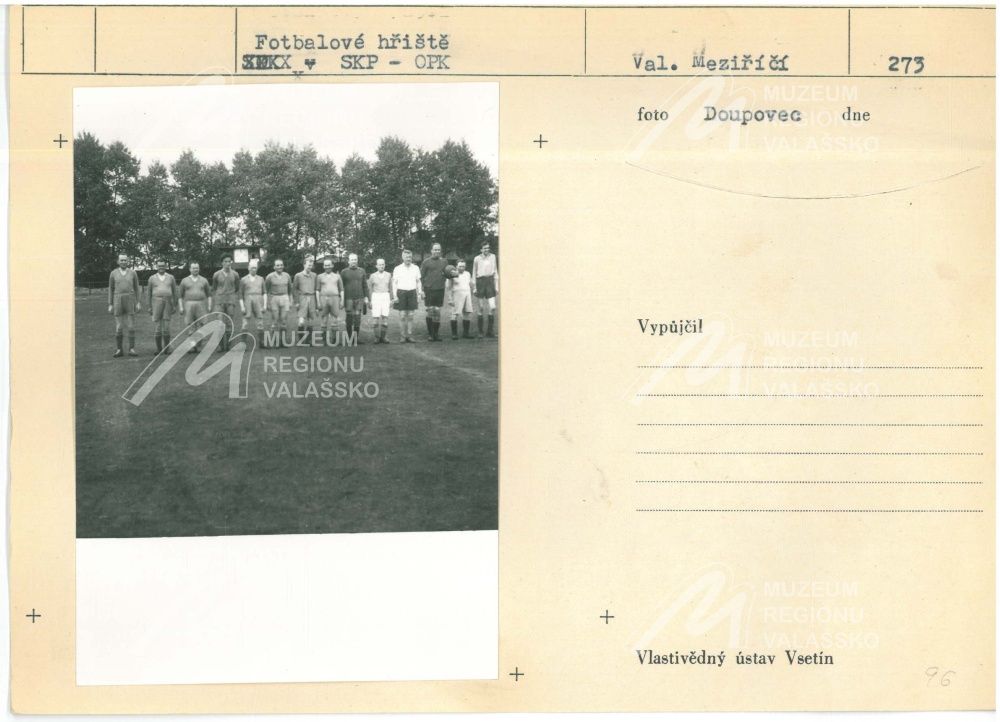 Fotbalové hřiště
SKP - OPK
Val. Meziříčí
273
foto Doupovec dne
MUZEUM
REGIONU
VALAŠSKO
Vypůjčil
MUZEUM
REGIONU
VALAŠSKO
MUZEUM
REGIONU
VALAŠSKO
MUZEUM
REGIONU
VALAŠSKO
Vlastivědný ústav Vsetín
96